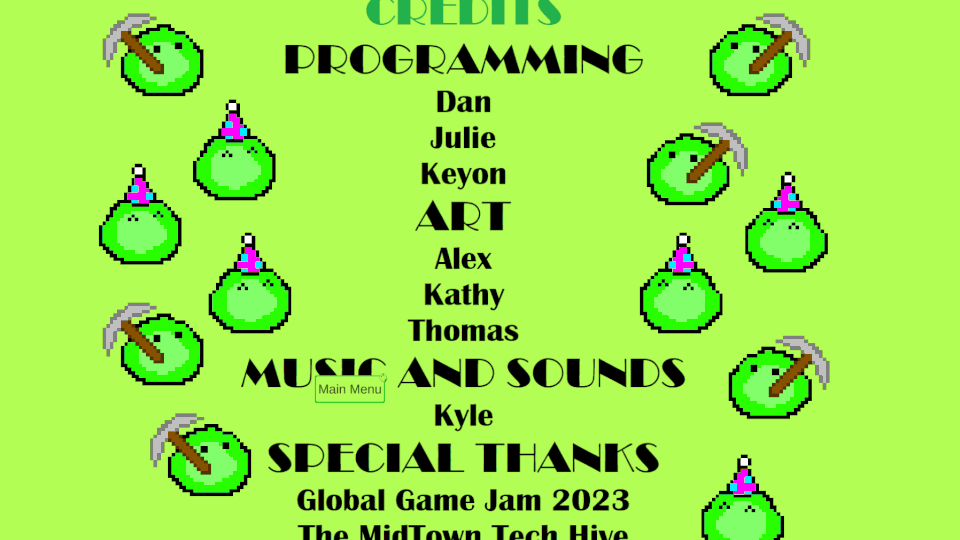 CREDITS
PROGRAMMING
Dan
Julie
Keyon
ART
Alex
Kathy
Thomas
MUSIC AND SOUNDS
Main Menu
Kyle
SPECIAL THANKS
Global Game Jam 2023
The MidTown Tech Hive